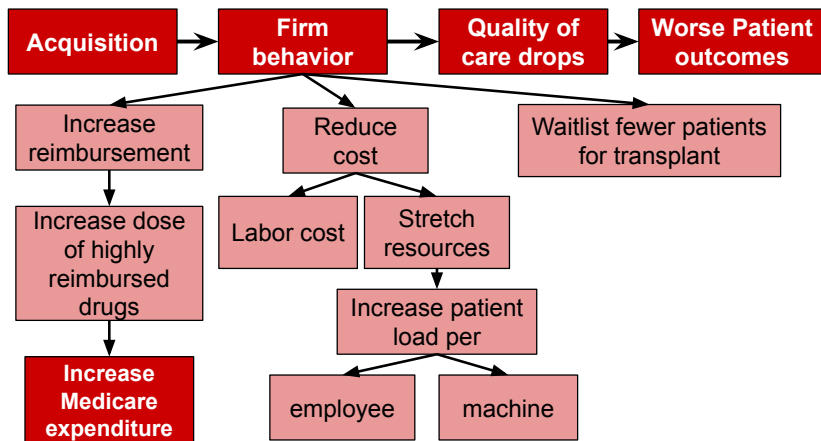 Acquisition
Firm
behavior
Quality of
care drops
Worse Patient
outcomes
Increase
reimbursement
Reduce
cost
Waitlist fewer patients
for transplant
Increase dose
of highly
reimbursed
drugs
Labor cost
Stretch
resources
Increase patient
load per
Increase
Medicare
expenditure
employee
machine